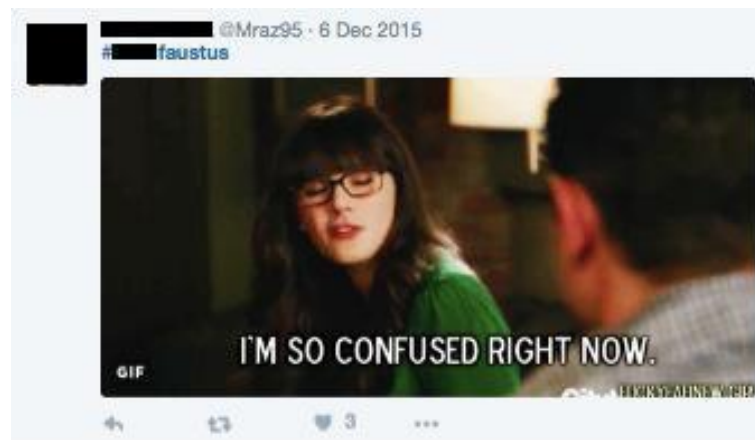 @Mraz95 · 6 Dec 2015
# faustus
I'M SO CONFUSED RIGHT NOW.
GIF
3